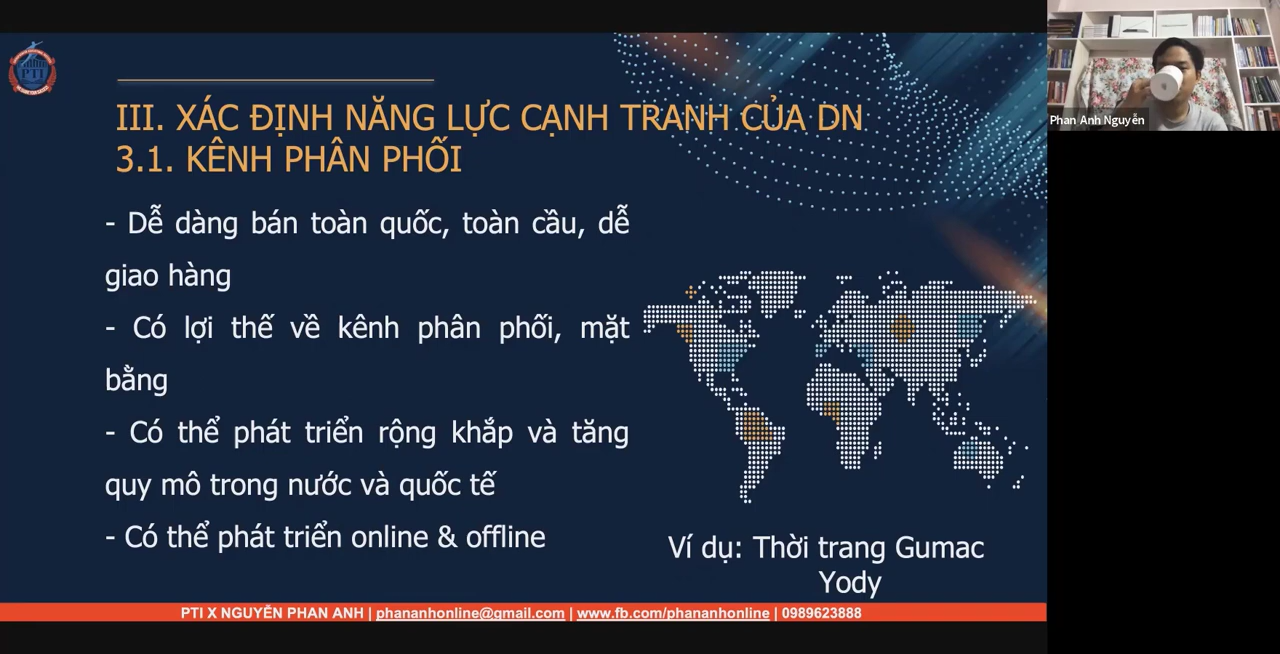 PTI
III. XÁC ĐỊNH NĂNG LỰC CẠNH TRANH CỦA DN
3.1. KÊNH PHÂN PHỐI
- Dễ dàng bán toàn quốc, toàn cầu, dễ
giao hàng
- Có lợi thế về kênh phân phối, mặt
bằng
- Có thể phát triển rộng khắp và tăng
quy mô trong nước và quốc tế
- Có thể phát triển online & offline
Ví dụ: Thời trang Gumac
Yody
PTI X NGUYỄN PHAN ANH | phananhonline@gmail.com | www.fb.com/phananhonline | 0989623888
Phan Anh Nguyễn